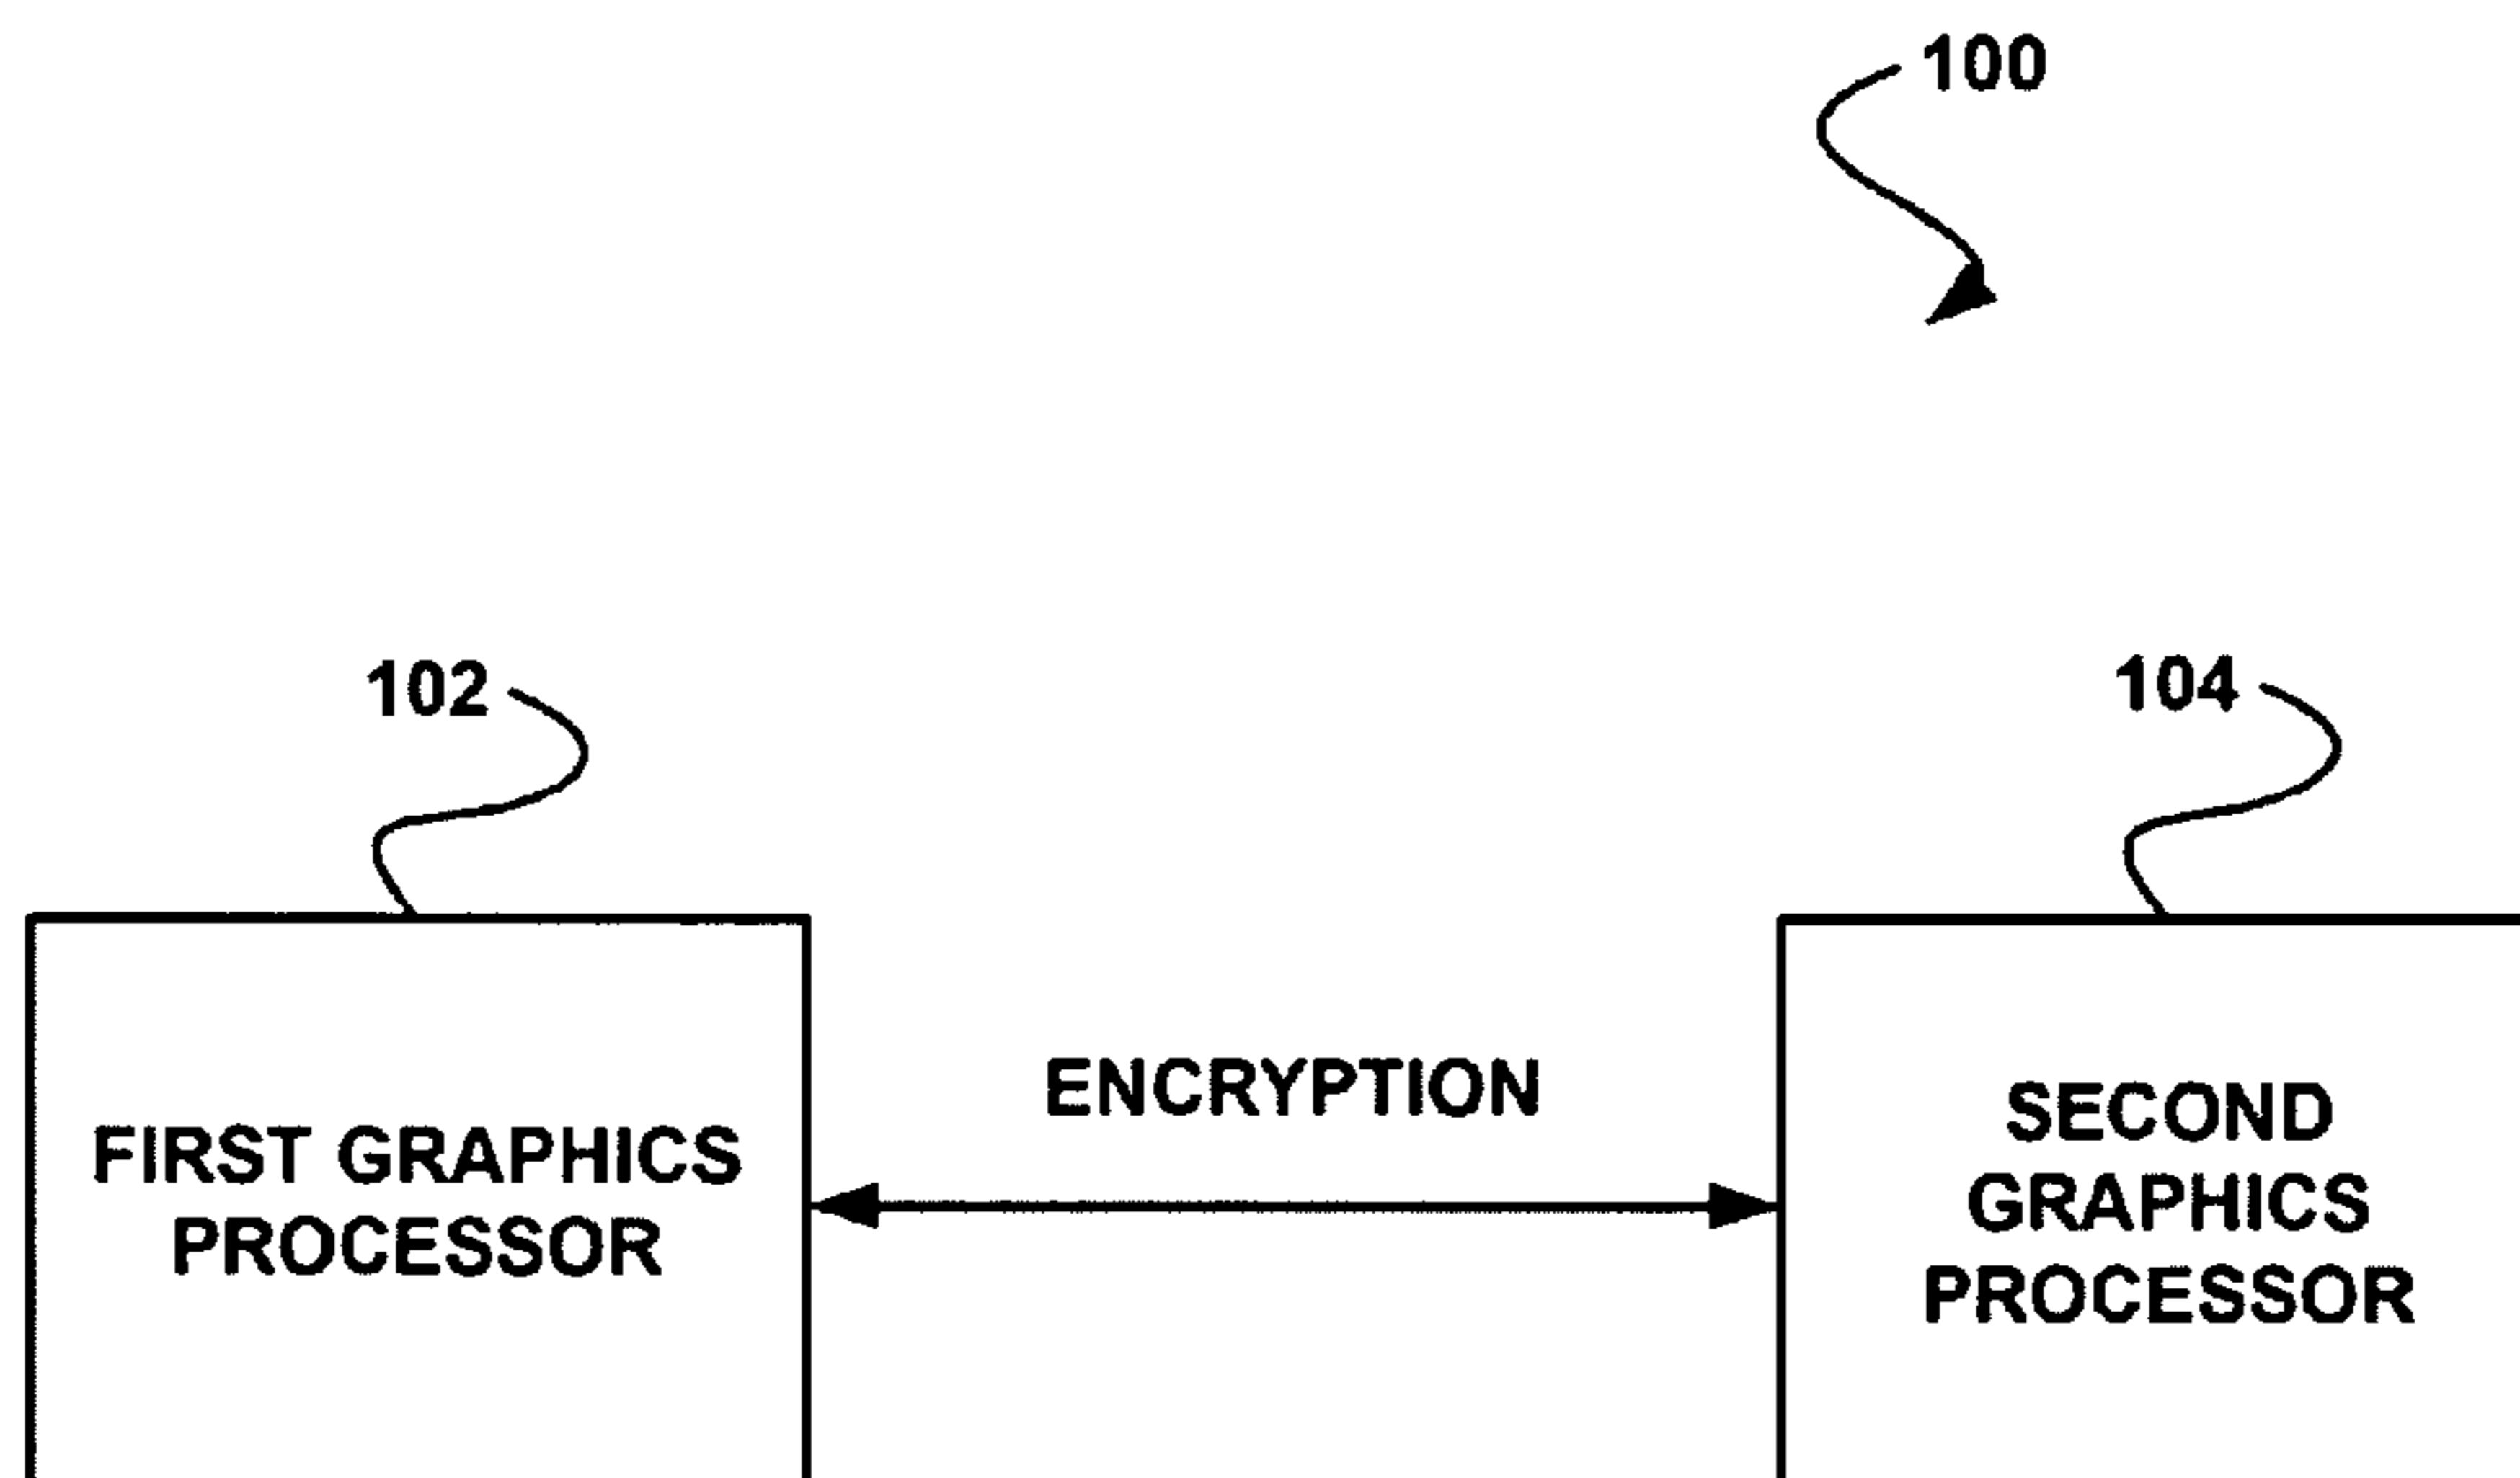 100
102
104
ENCRYPTION
FIRST GRAPHICS
PROCESSOR
SECOND
GRAPHICS
PROCESSOR